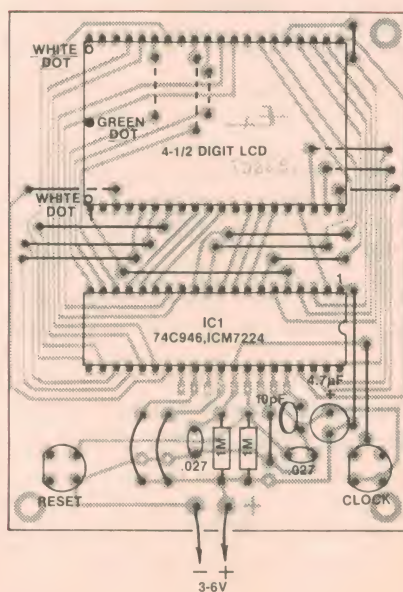 WHITE
DOT
GREEN
DOT
4-1/2 DIGIT LCD
WHITE
DOT
1
IC1
74C946,ICM7224
4.7µF
+
10pF
.027
1M
1M
.027
RESET
CLOCK
+
- +
3-6V